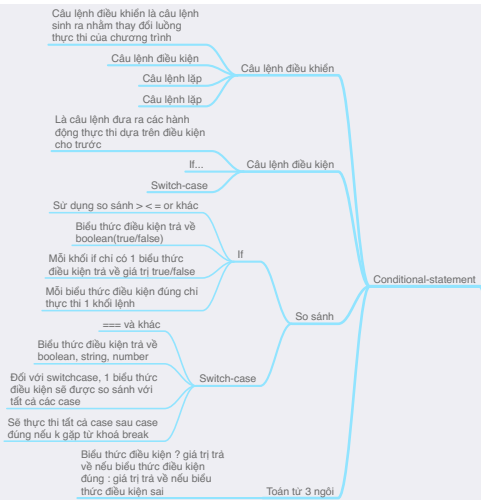 Câu lệnh điều khiển là câu lệnh
sinh ra nhằm thay đổi luồng
thực thi của chương trình
Câu lệnh điều kiện
Câu lệnh lặp
Câu lệnh lặp
Câu lệnh điều khiển
Là câu lệnh đưa ra các hành
động thực thi dựa trên điều kiện
cho trước
If...
Switch-case
Câu lệnh điều kiện
Sử dụng so sánh > < = or khác
Biểu thức điều kiện trả về
boolean(true/false)
Mỗi khối if chỉ có 1 biểu thức
điều kiện trả về giá trị true/false
Mỗi biểu thức điều kiện đúng chỉ
thực thi 1 khối lệnh
If
=== và khác
Biểu thức điều kiện trả về
boolean, string, number
Đối với switchcase, 1 biểu thức
điều kiện sẽ được so sánh với
tất cả các case
Sẽ thực thi tất cả case sau case
đúng nếu k gặp từ khoá break
Switch-case
So sánh
Biểu thức điều kiện ? giá trị trả
về nếu biểu thức điều kiện
đúng : giá trị trả về nếu biểu
thức điều kiện sai
Toán tử 3 ngôi
Conditional-statement